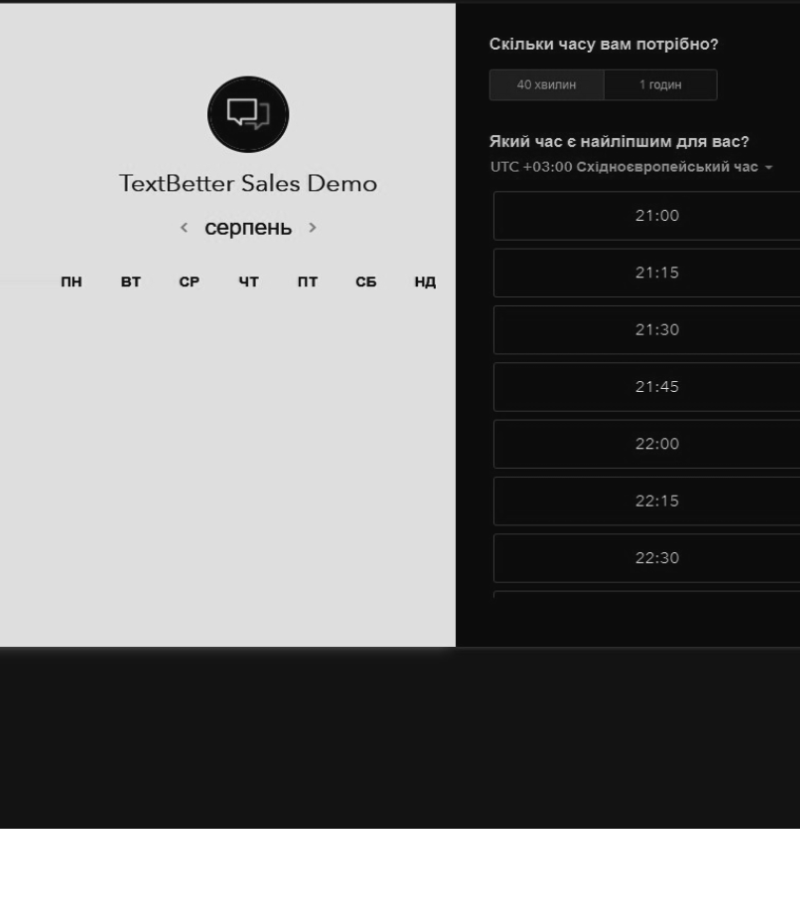 TextBetter Sales Demo
серпень
ПН ВТ СР ЧТ ПТ СБ НД
Скільки часу вам потрібно?
40 хвилин 1 годин
Який час є найліпшим для вас?
UTC +03:00 Східноєвропейський час
21:00
21:15
21:30
21:45
22:00
22:15
22:30